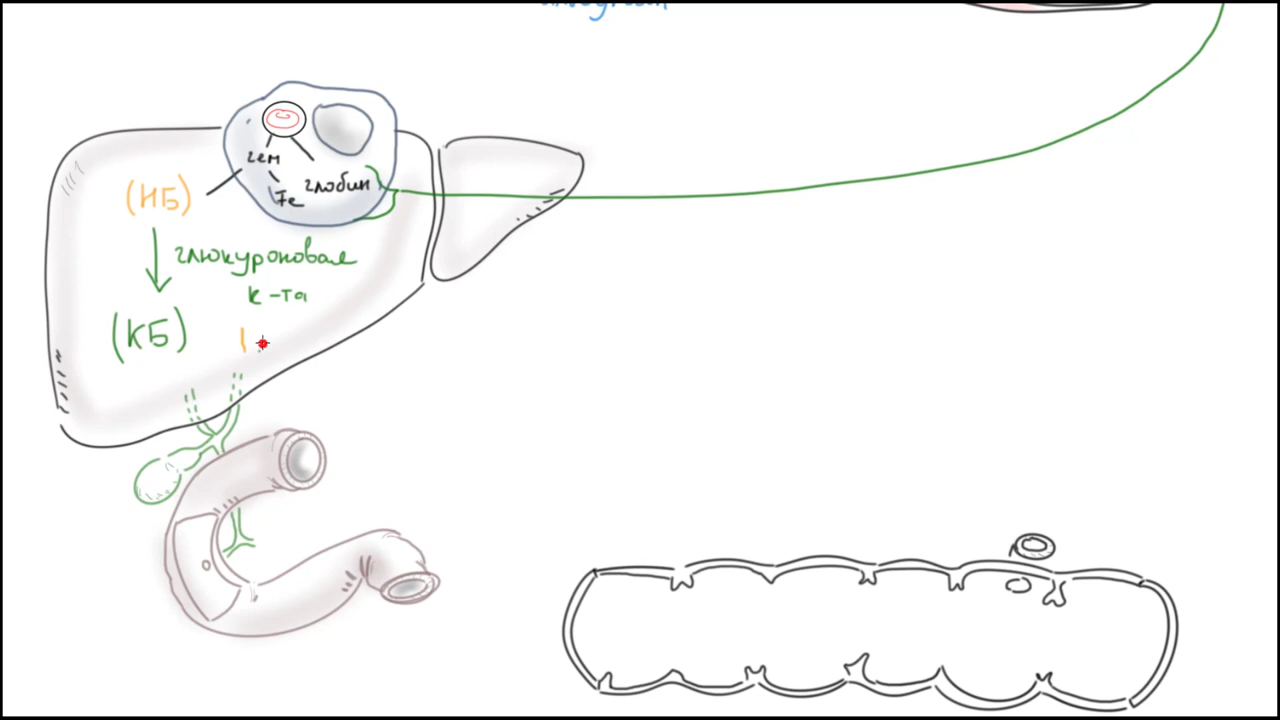 гем
глобин
Fe
(НБ)
глюкуроновая
к-та
(КБ)